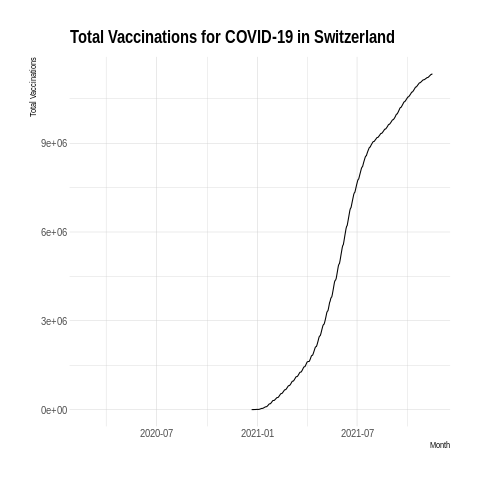 Total Vaccinations for COVID-19 in Switzerland
Total Vaccinations
9e+06
6e+06
3e+06
0e+00
2020-07 2021-01 2021-07
Month